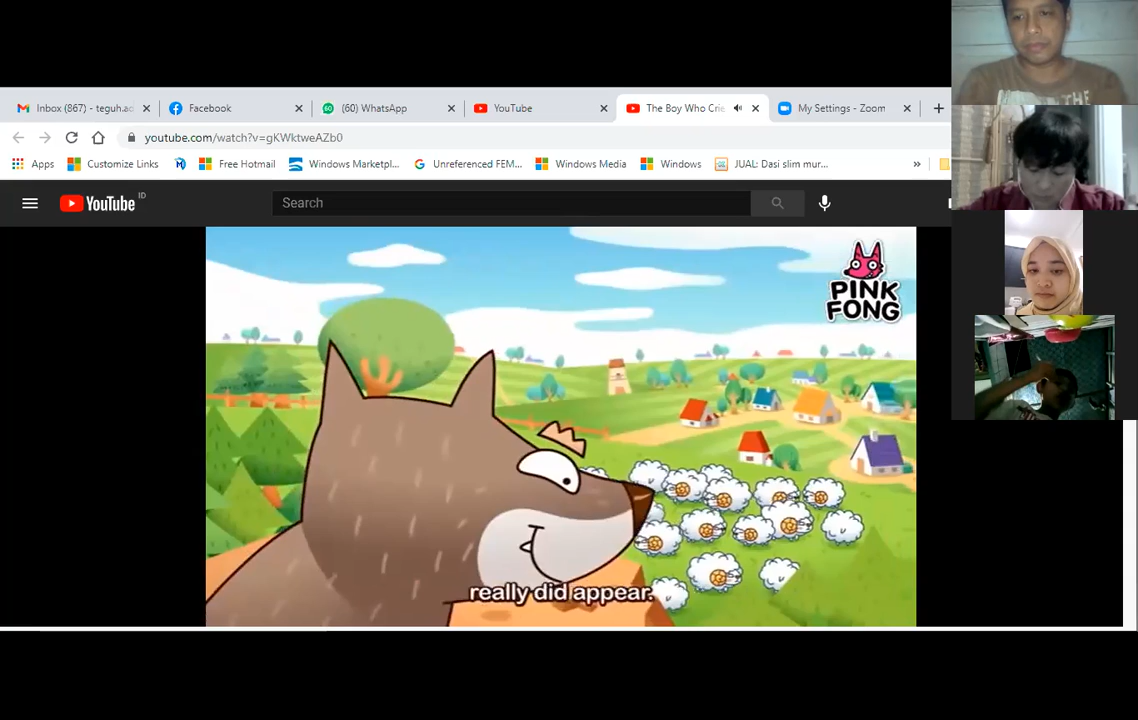 Inbox (867) - teguh.ad
Facebook
(60) WhatsApp
YouTube
The Boy Who Crie
My Settings - Zoom
youtube.com/watch?v=gKWktweAZb0
Apps
Customize Links
Free Hotmail
Windows Marketpl...
Unreferenced FEM...
Windows Media
Windows
JUAL: Dasi slim mur...
YouTube ID
Search
PINK
FONG
really did appear.